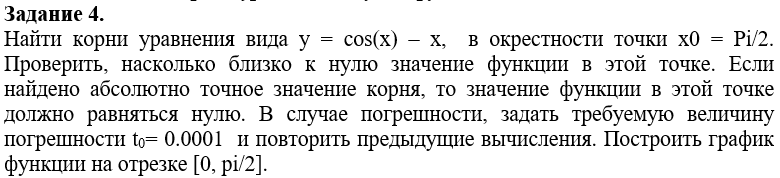 Задание 4.
Найти корни уравнения вида y = cos(x) – x, в окрестности точки x0 = Pi/2.
Проверить, насколько близко к нулю значение функции в этой точке. Если
найдено абсолютно точное значение корня, то значение функции в этой точке
должно равняться нулю. В случае погрешности, задать требуемую величину
погрешности t₀= 0.0001 и повторить предыдущие вычисления. Построить график
функции на отрезке [0, pi/2].